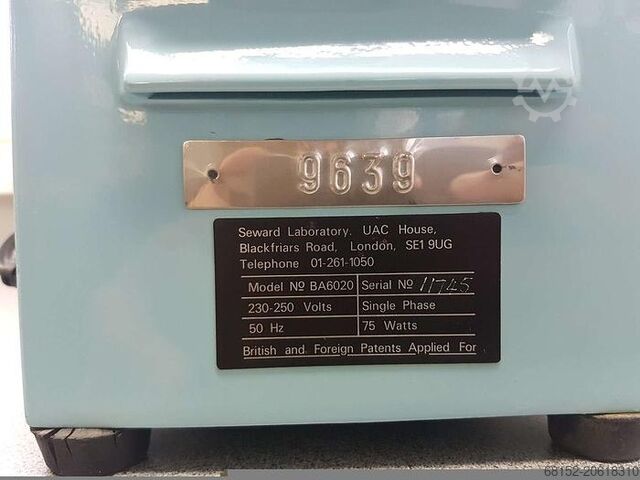 9639
Seward Laboratory. UAC House,
Blackfriars Road, London, SE1 9UG
Telephone 01-261-1050
Model Nº BA6020 Serial Nº 11745
230-250 Volts Single Phase
50 Hz 75 Watts
British and Foreign Patents Applied For
68152-20618310